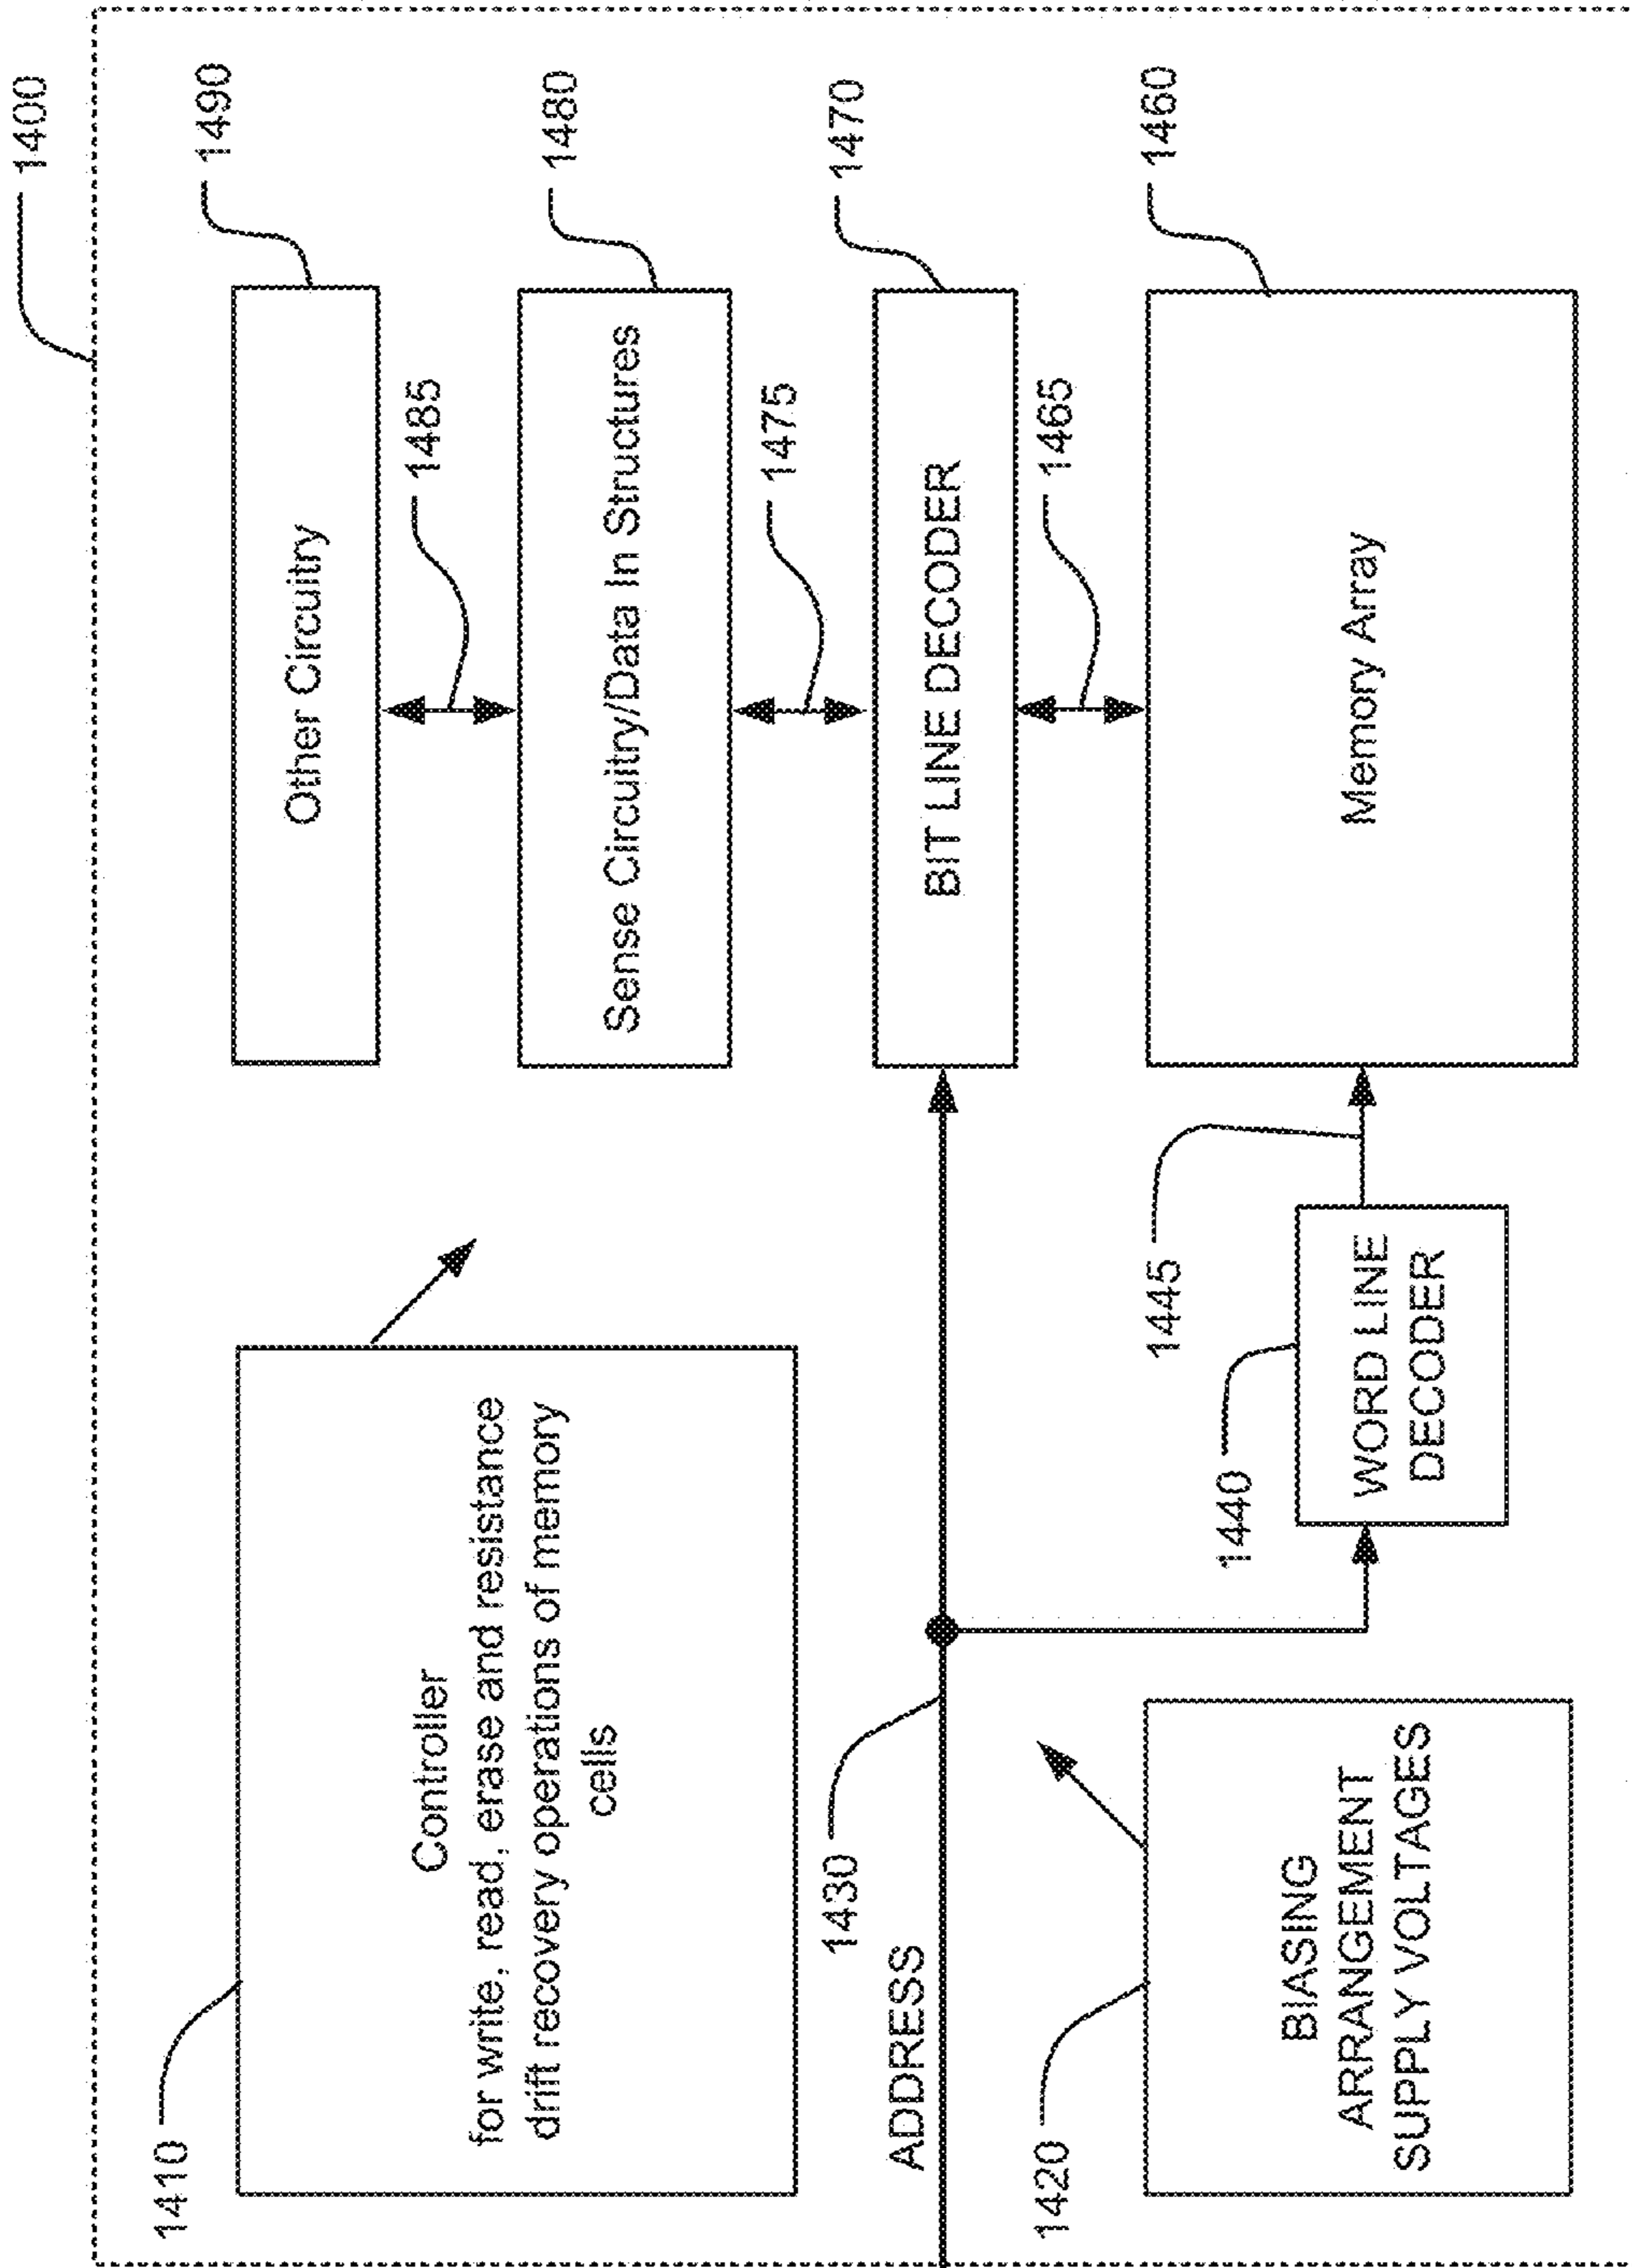 1400
1410
Controller
for write, read, erase and resistance
drift recovery operations of memory
cells
1490
Other Circuitry
1485
1480
Sense Circuitry/Data In Structures
1475
1430
ADDRESS
1470
BIT LINE DECODER
1465
1420
BIASING
ARRANGEMENT
SUPPLY VOLTAGES
1440
WORD LINE
DECODER
1445
1460
Memory Array